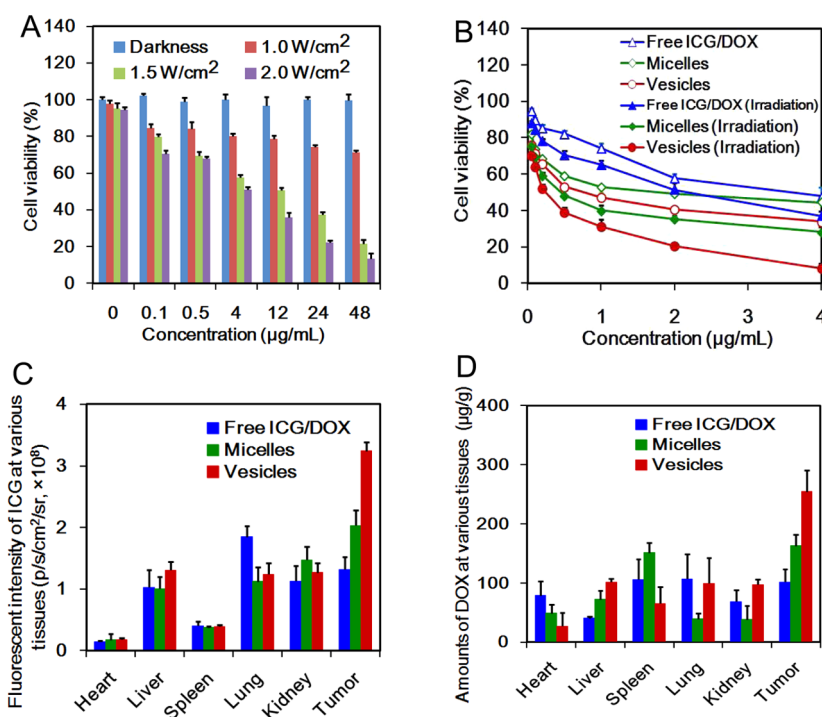 A
140
120
100
80
60
40
20
0
Cell viability (%)
Darkness
1.0 W/cm²
1.5 W/cm²
2.0 W/cm²
0 0.1 0.5 4 12 24 48
Concentration (µg/mL)
B
140
120
100
80
60
40
20
0
Cell viability (%)
Free ICG/DOX
Micelles
Vesicles
Free ICG/DOX (Irradiation)
Micelles (Irradiation)
Vesicles (Irradiation)
0 1 2 3 4
Concentration (µg/mL)
C
Fluorescent intensity of ICG at various
tissues (p/s/cm²/sr, ×10⁸)
4
3
2
1
0
Free ICG/DOX
Micelles
Vesicles
Heart Liver Spleen Lung Kidney Tumor
D
Amounts of DOX at various tissues (µg/g)
400
300
200
100
0
Free ICG/DOX
Micelles
Vesicles
Heart Liver Spleen Lung Kidney Tumor